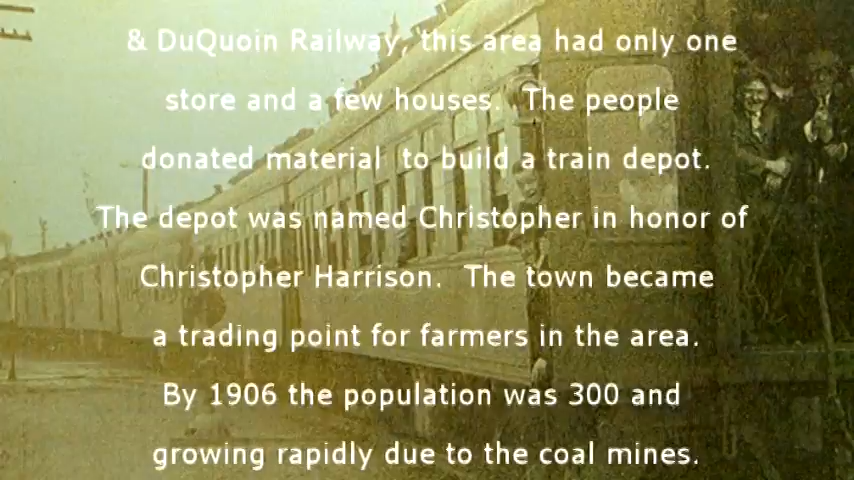 & DuQuoin Railway, this area had only one
store and a few houses.  The people
donated material  to build a train depot.
The depot was named Christopher in honor of
Christopher Harrison.  The town became
a trading point for farmers in the area.
By 1906 the population was 300 and
growing rapidly due to the coal mines.